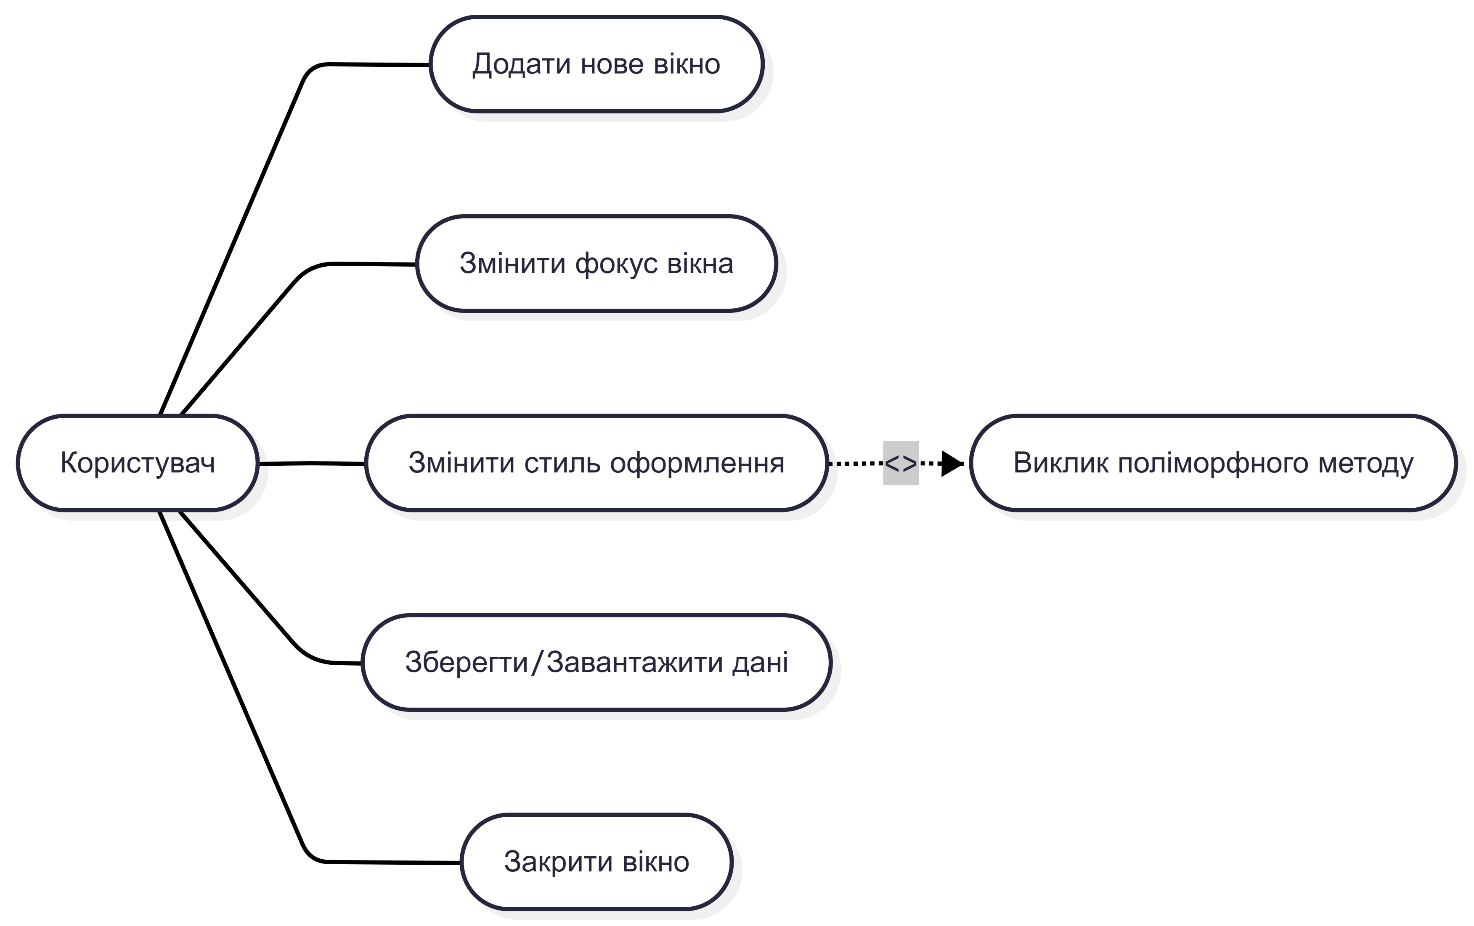 Додати нове вікно
Змінити фокус вікна
Користувач
Змінити стиль оформлення
<>
Виклик поліморфного методу
Зберегти/Завантажити дані
Закрити вікно